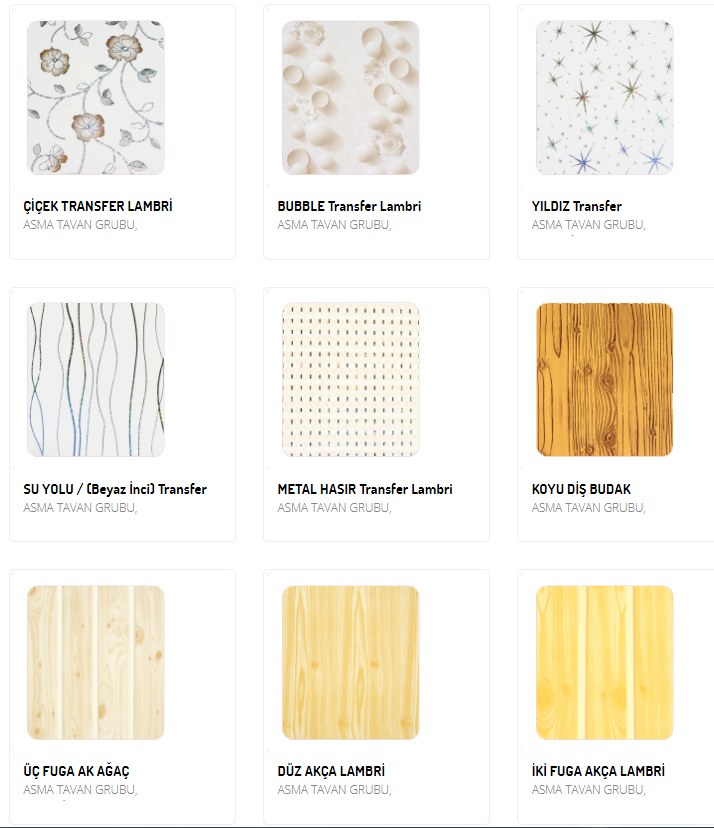 ÇİÇEK TRANSFER LAMBRİ
ASMA TAVAN GRUBU,
BUBBLE Transfer Lambri
ASMA TAVAN GRUBU,
YILDIZ Transfer
ASMA TAVAN GRUBU,
SU YOLU / (Beyaz İnci) Transfer
ASMA TAVAN GRUBU,
METAL HASIR Transfer Lambri
ASMA TAVAN GRUBU,
KOYU DİŞ BUDAK
ASMA TAVAN GRUBU,
ÜÇ FUGA AK AĞAÇ
ASMA TAVAN GRUBU,
DÜZ AKÇA LAMBRİ
ASMA TAVAN GRUBU,
İKİ FUGA AKÇA LAMBRİ
ASMA TAVAN GRUBU,